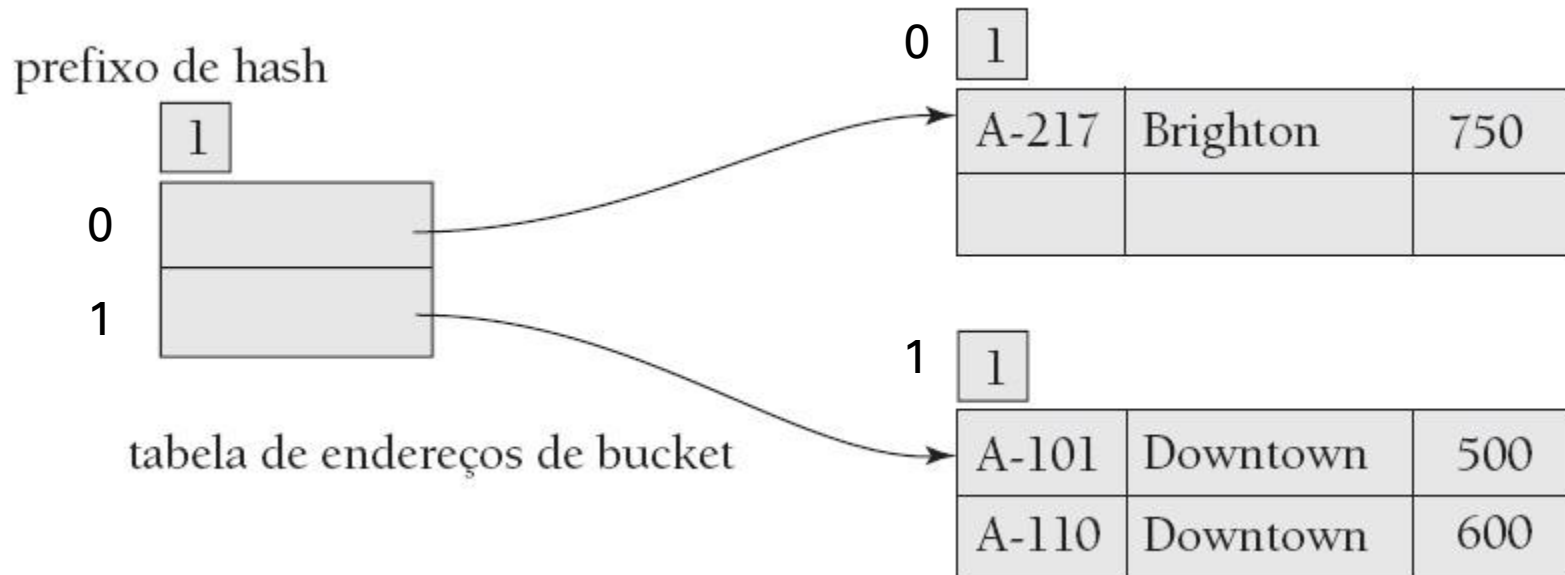 prefixo de hash
1
0
1
tabela de endereços de bucket
0 1
A-217 Brighton 750
1 1
A-101 Downtown 500
A-110 Downtown 600